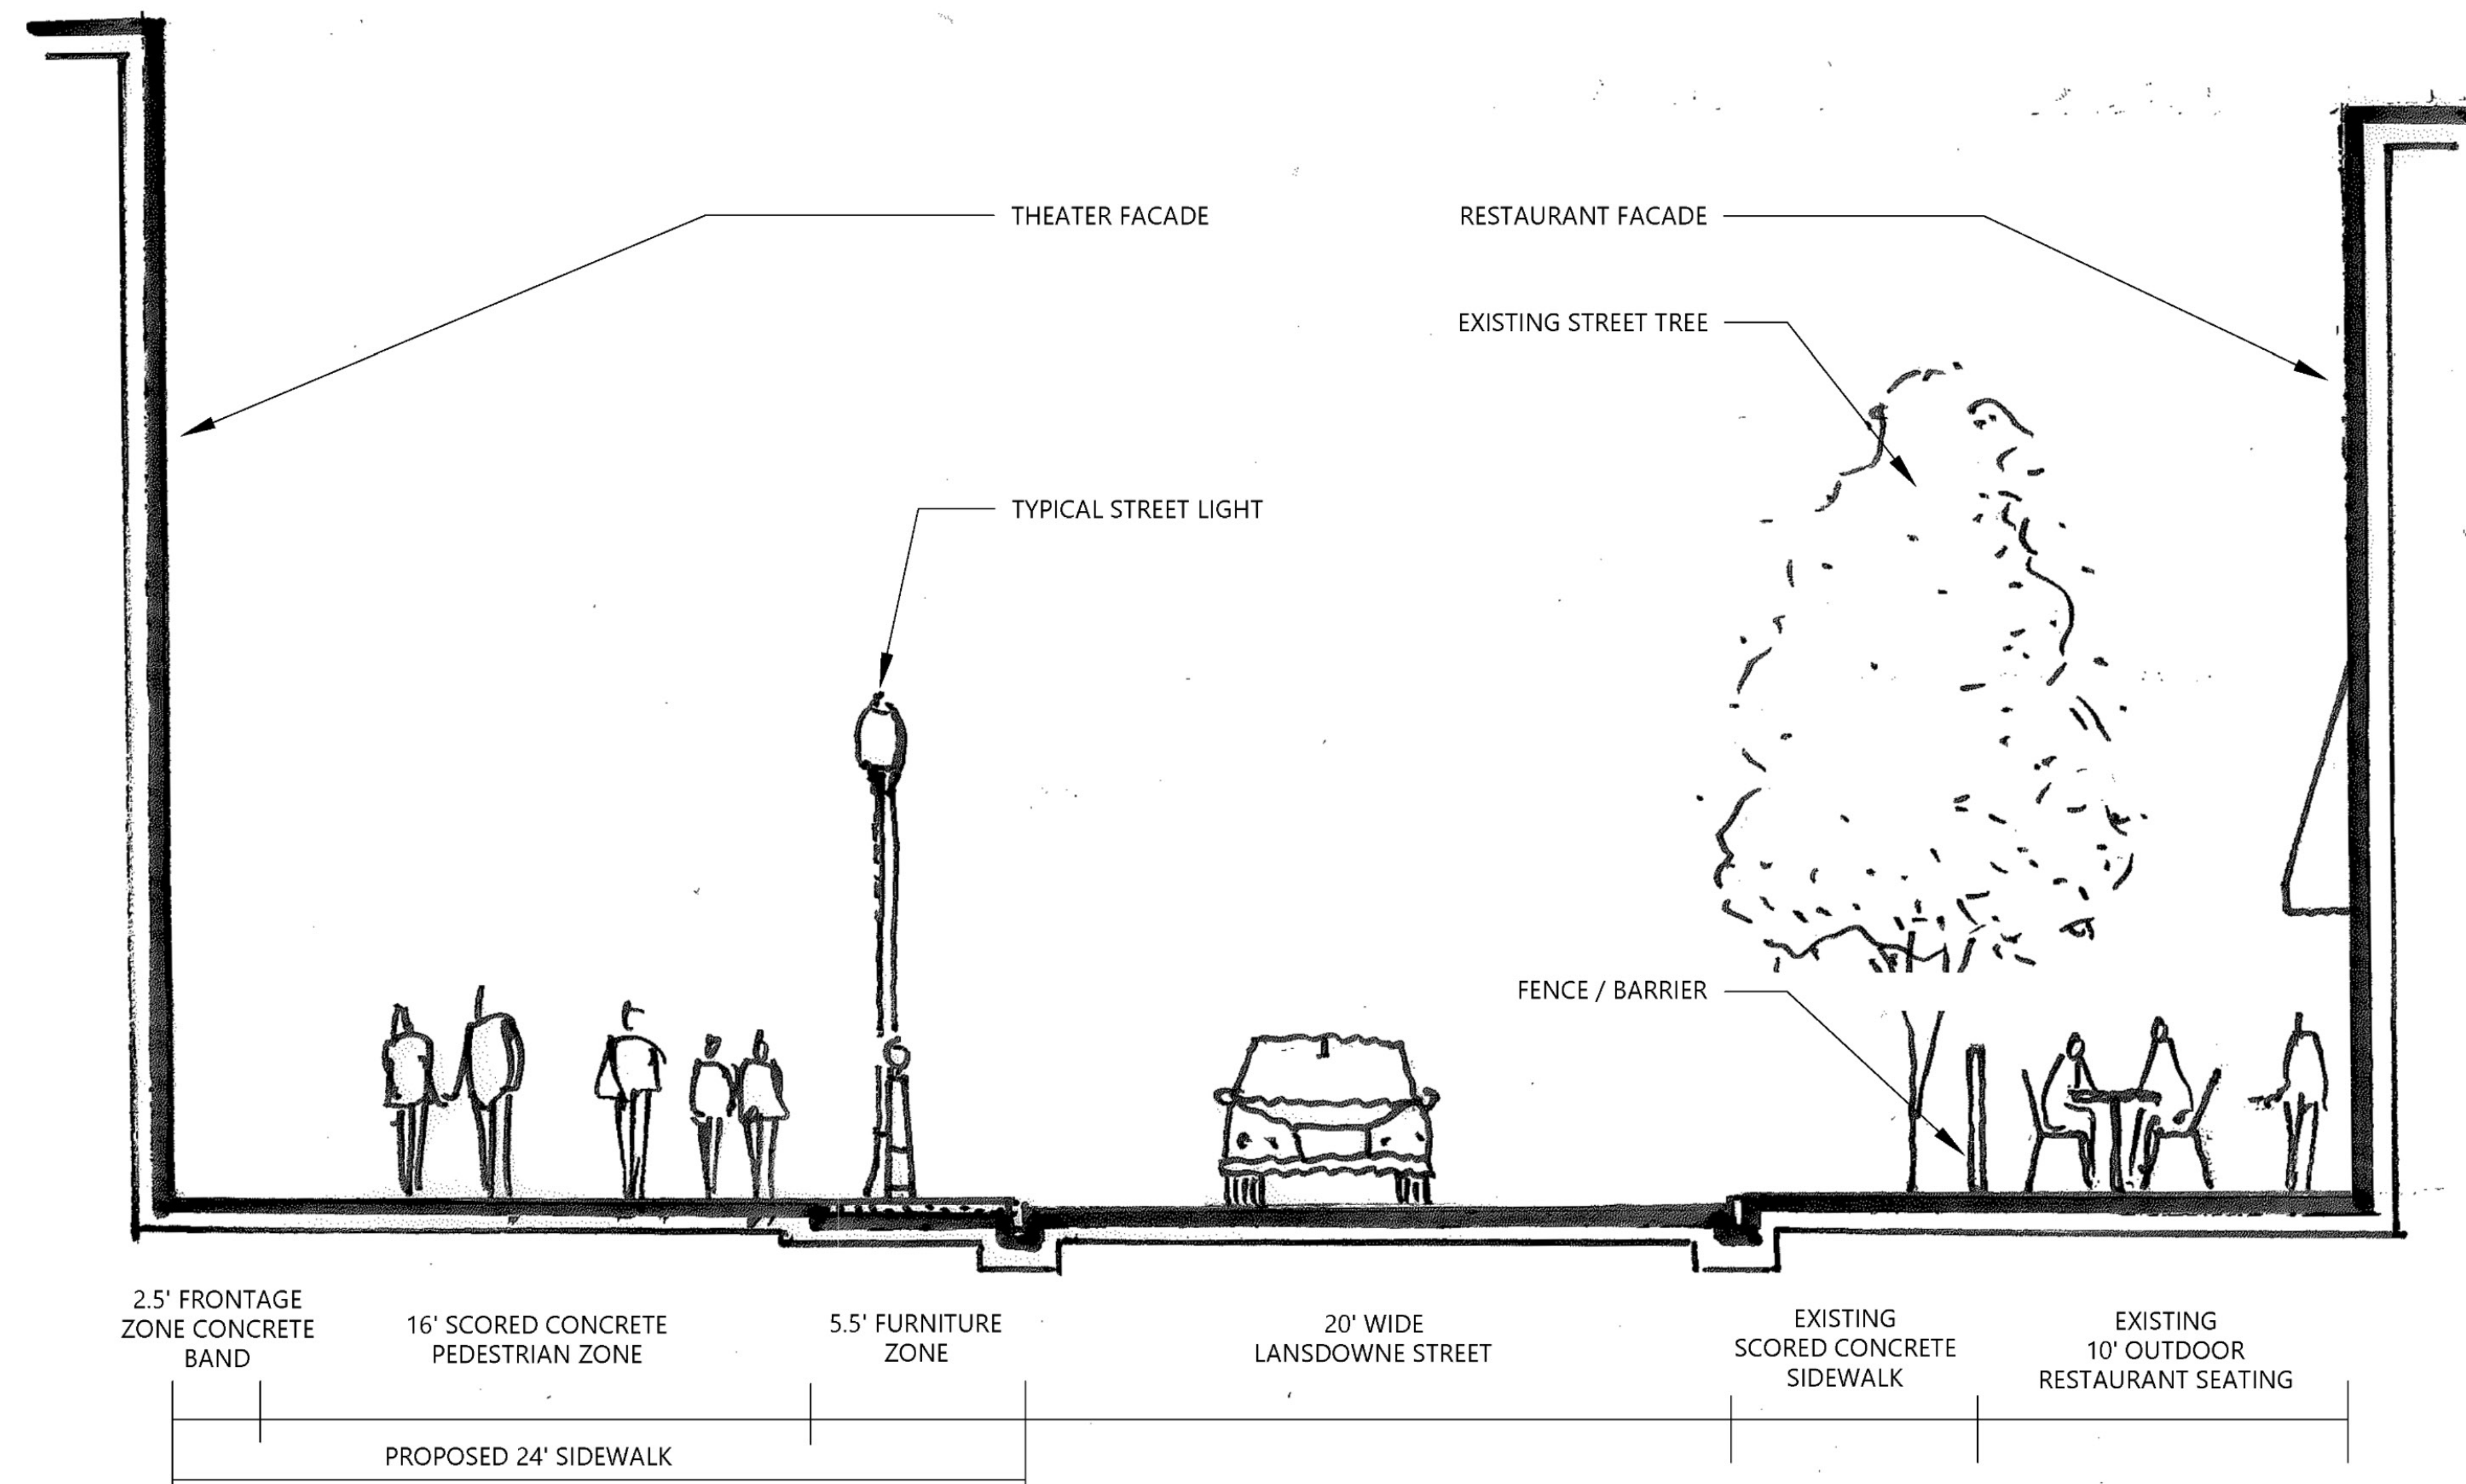 THEATER FACADE
RESTAURANT FACADE
EXISTING STREET TREE
TYPICAL STREET LIGHT
FENCE / BARRIER
2.5' FRONTAGE
ZONE CONCRETE
BAND
16' SCORED CONCRETE
PEDESTRIAN ZONE
5.5' FURNITURE
ZONE
20' WIDE
LANSDOWNE STREET
EXISTING
SCORED CONCRETE
SIDEWALK
EXISTING
10' OUTDOOR
RESTAURANT SEATING
PROPOSED 24' SIDEWALK